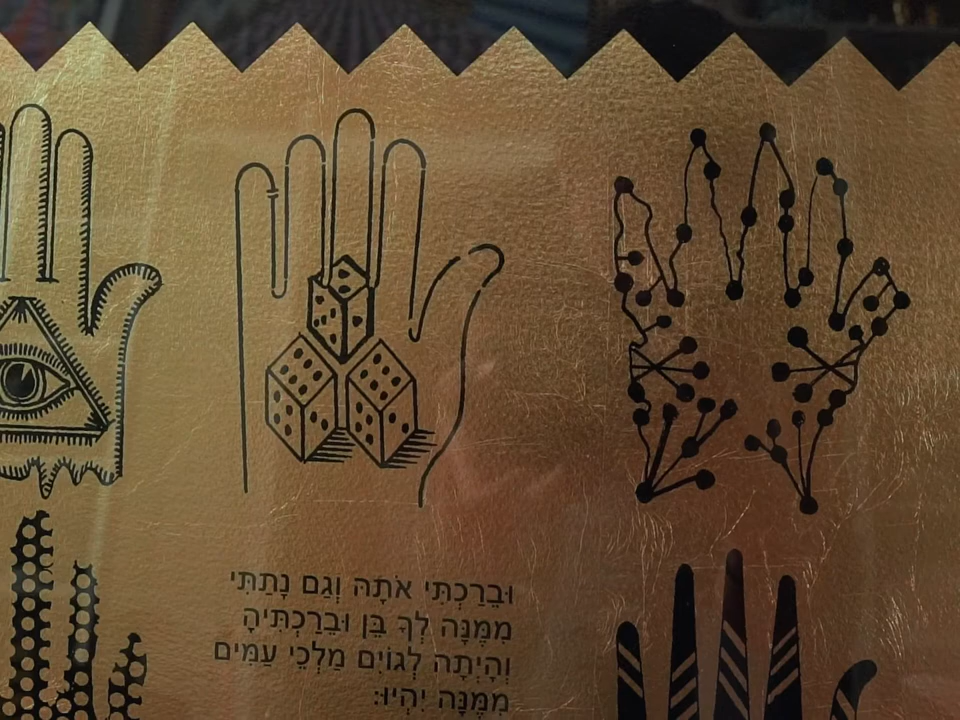 וּבֵרַכְתִּי אֹתָהּ וְגַם נָתַתִּי
מִמֶּנָּה לְךָ בֵּן וּבֵרַכְתִּיהָ
וְהָיְתָה לְגוֹיִם מַלְכֵי עַמִּים
מִמֶּנָּה יִהְיוּ: